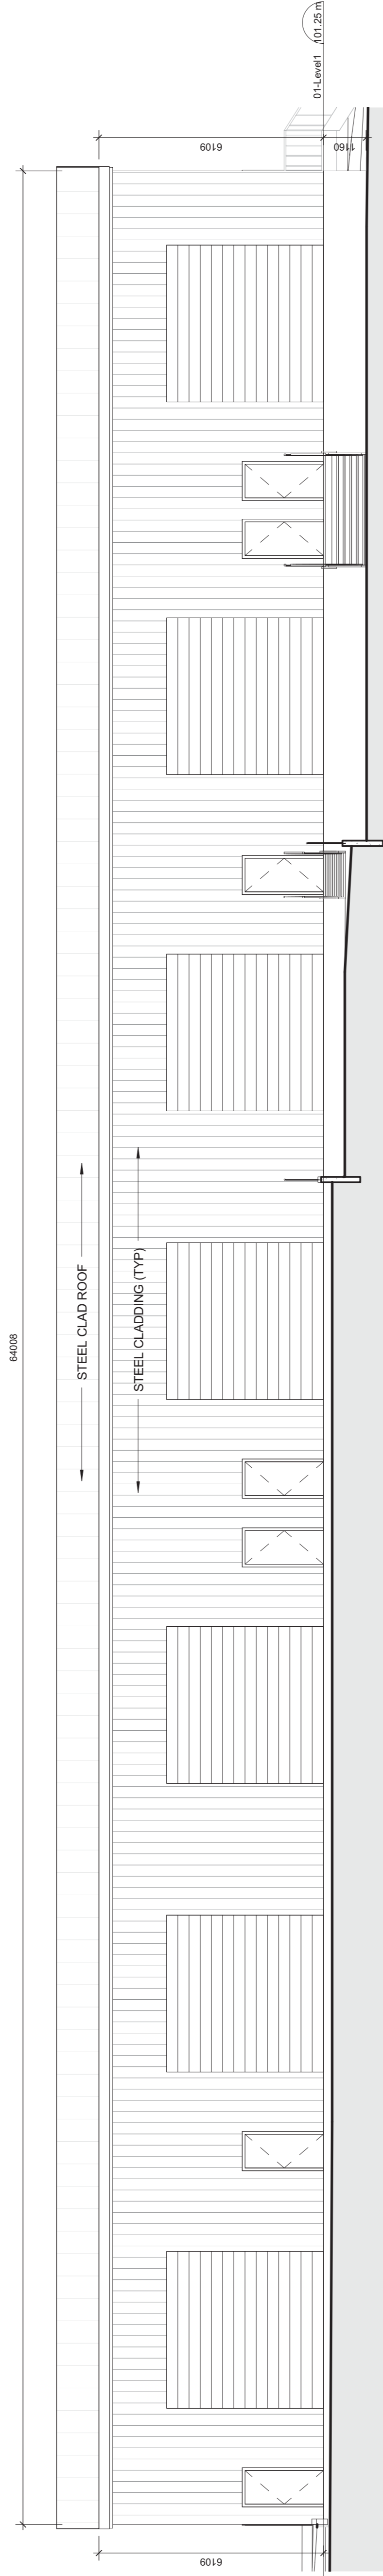 64008
STEEL CLAD ROOF
STEEL CLADDING (TYP)
6109
6109
1160
01-Level1
101.25 m